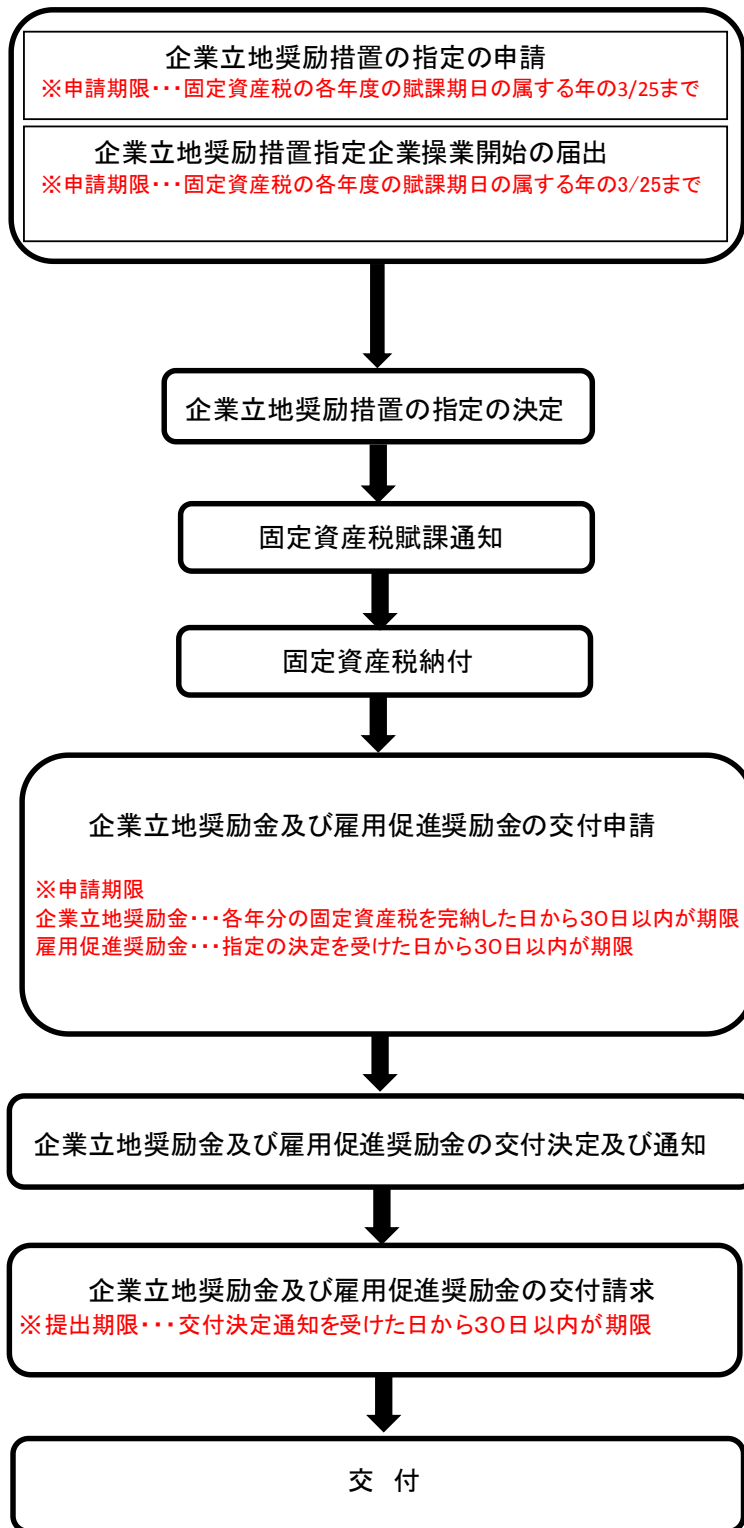 企業立地奨励措置の指定の申請
※申請期限･･･固定資産税の各年度の賦課期日の属する年の3/25まで
企業立地奨励措置指定企業操業開始の届出
※申請期限･･･固定資産税の各年度の賦課期日の属する年の3/25まで
企業立地奨励措置の指定の決定
固定資産税賦課通知
固定資産税納付
企業立地奨励金及び雇用促進奨励金の交付申請
※申請期限
企業立地奨励金･･･各年分の固定資産税を完納した日から30日以内が期限
雇用促進奨励金･･･指定の決定を受けた日から30日以内が期限
企業立地奨励金及び雇用促進奨励金の交付決定及び通知
企業立地奨励金及び雇用促進奨励金の交付請求
※提出期限･･･交付決定通知を受けた日から30日以内が期限
交 付